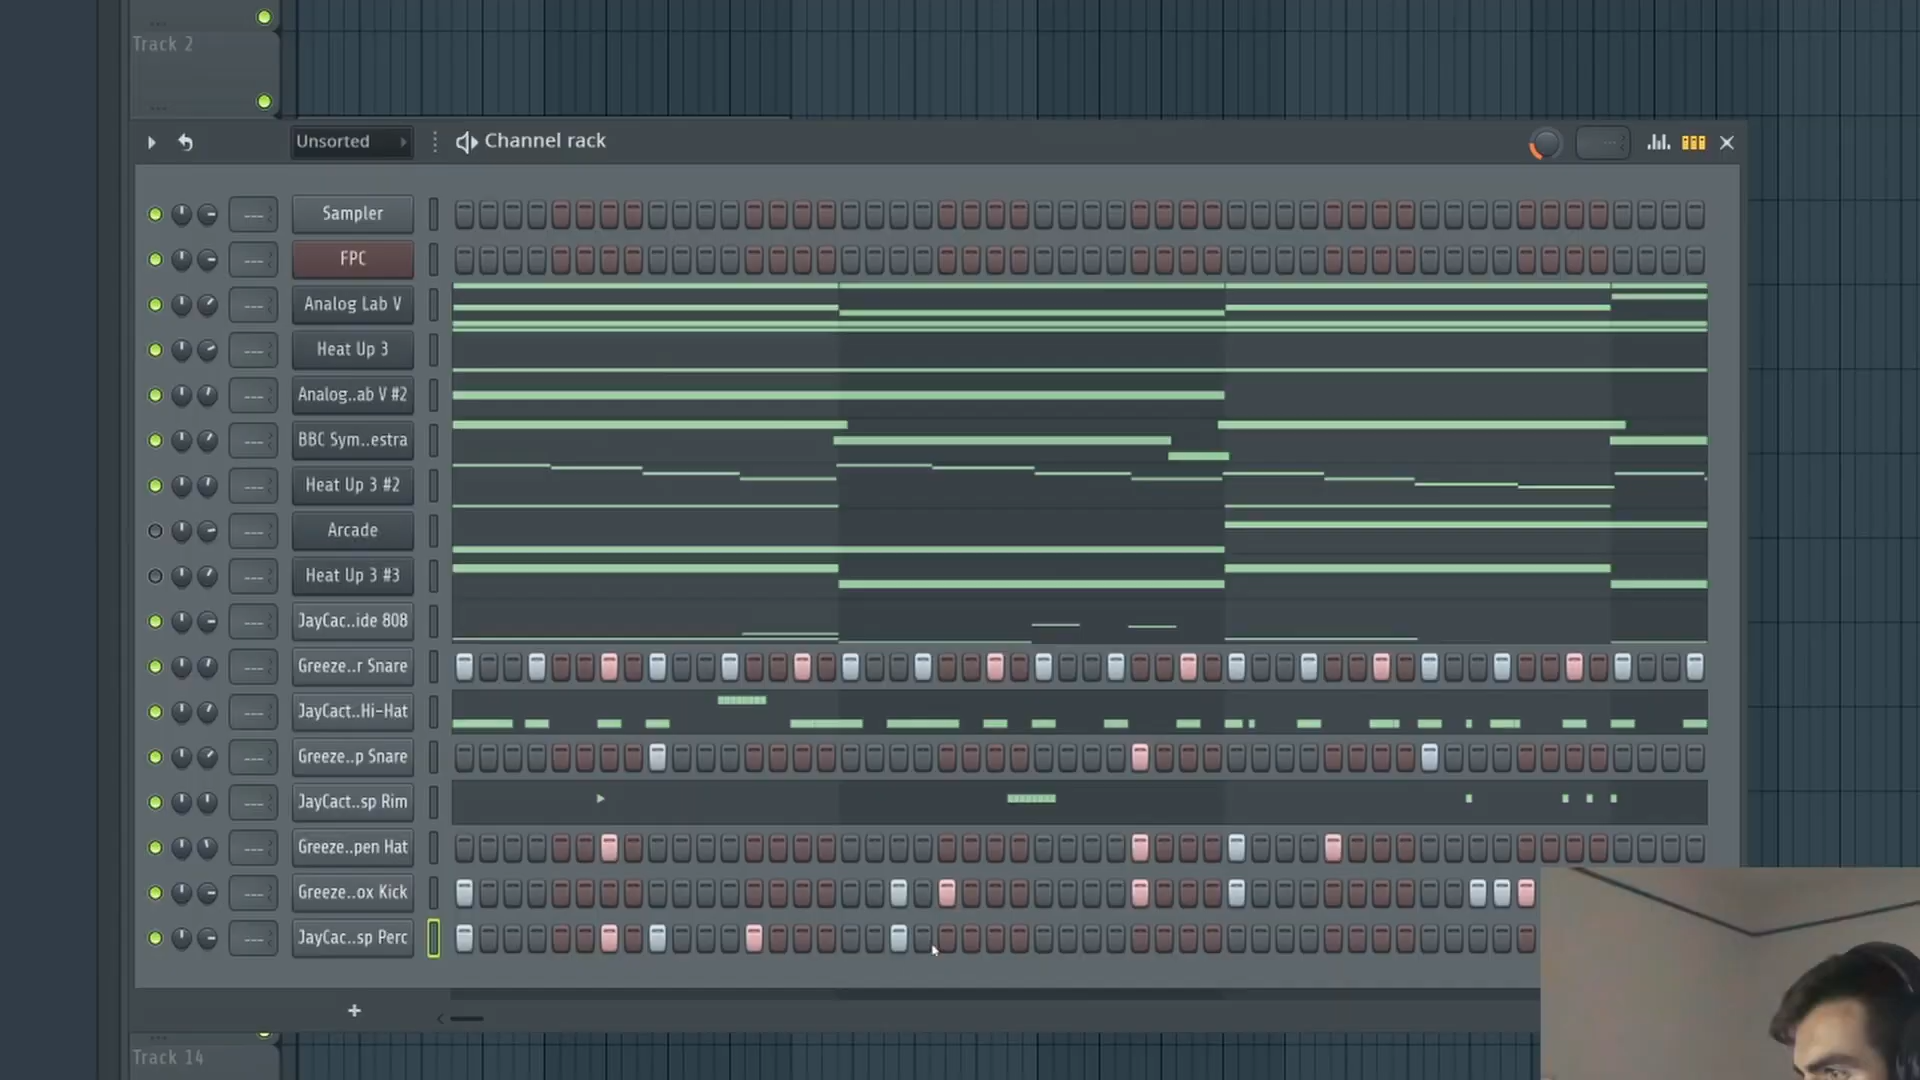 Track 2
Unsorted
Channel rack
Sampler
FPC
Analog Lab V
Heat Up 3
Analog..ab V #2
BBC Sym..estra
Heat Up 3 #2
Arcade
Heat Up 3 #3
JayCac..ide 808
Greeze..r Snare
JayCact..Hi-Hat
Greeze..p Snare
JayCact..sp Rim
Greeze..pen Hat
Greeze..ox Kick
JayCac..sp Perc
+
Track 14